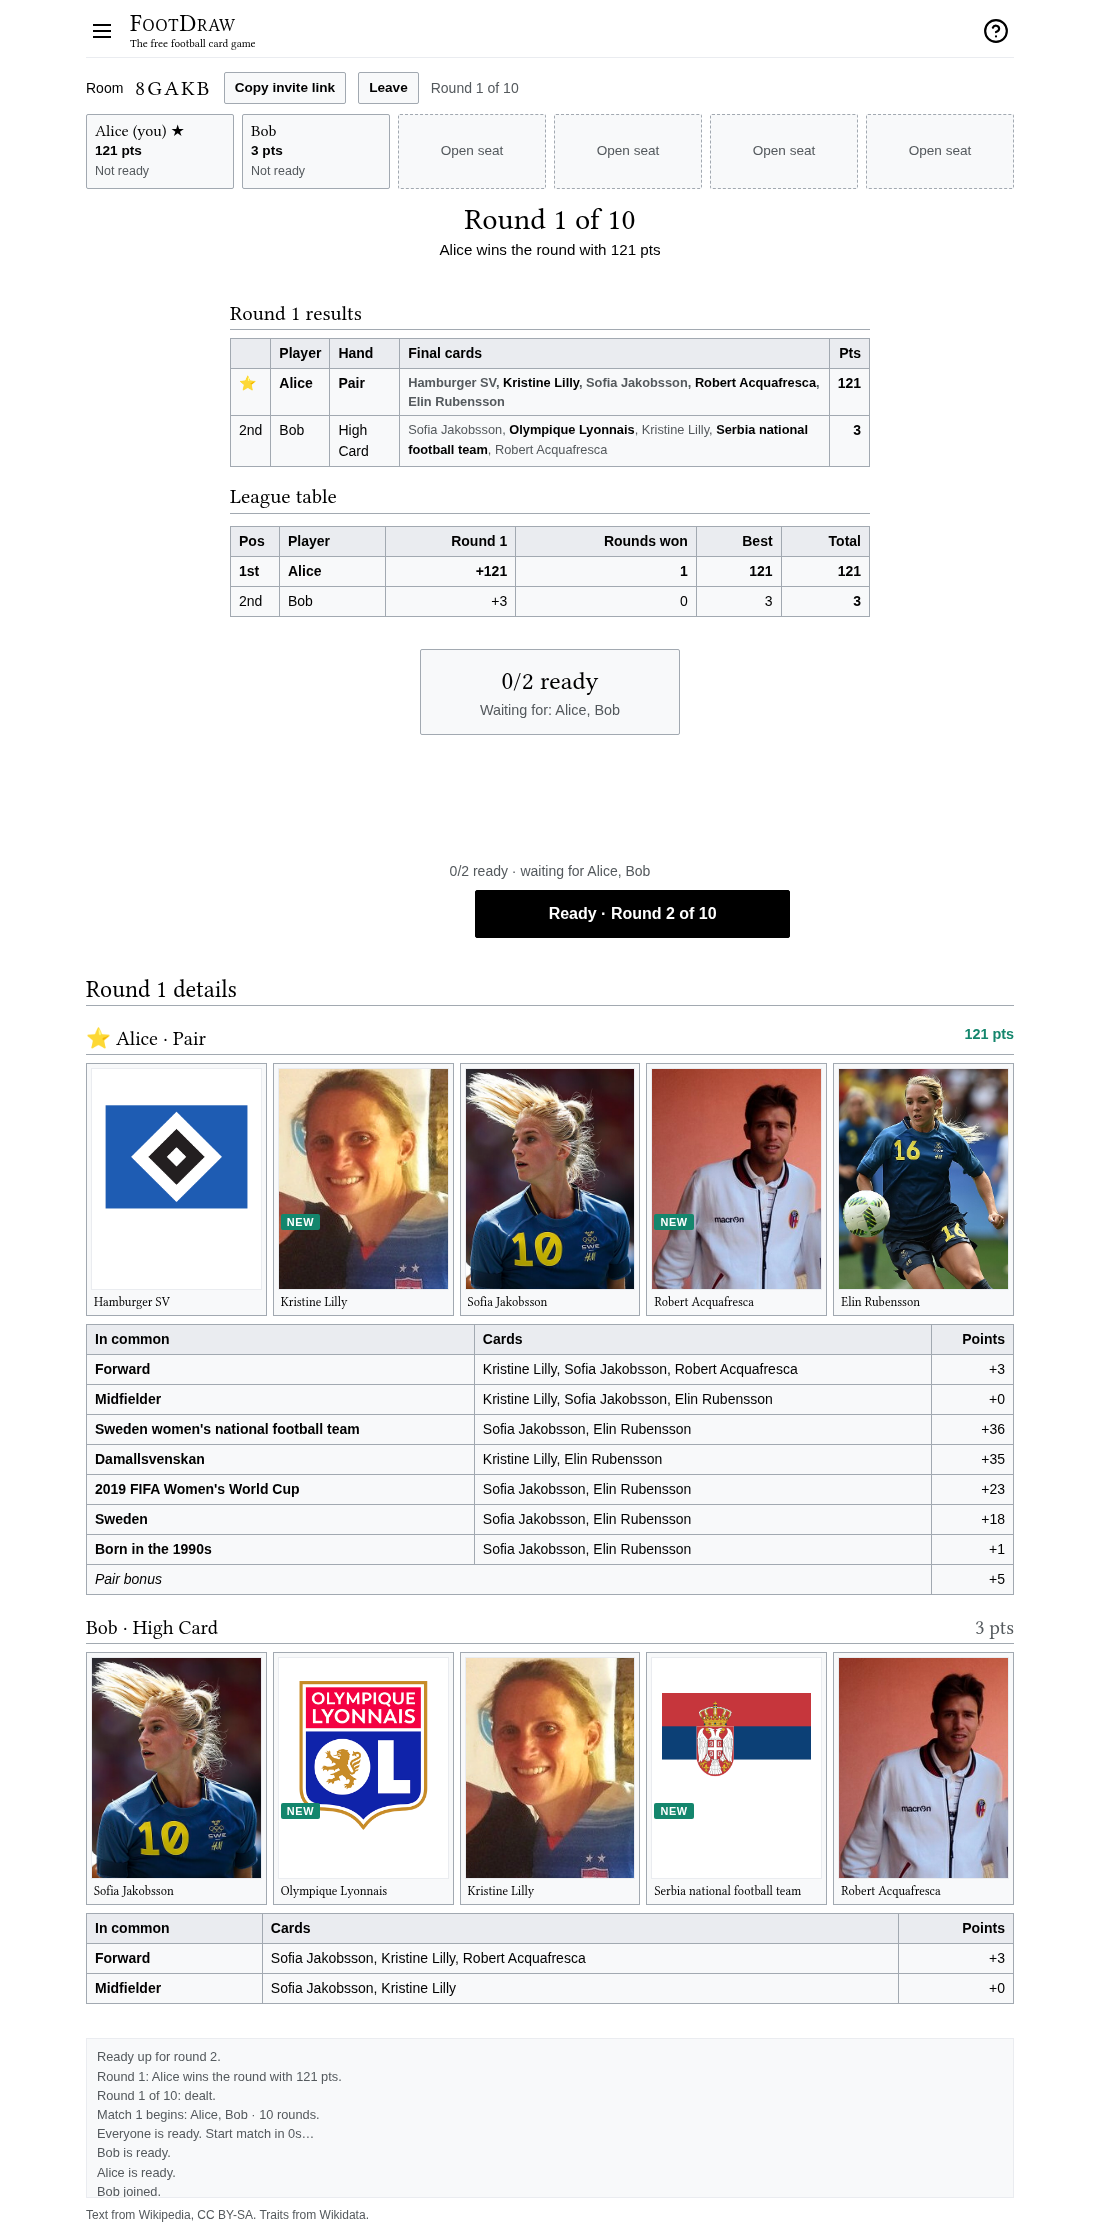 FootDraw
The free football card game
Room 8GAKB Copy invite link Leave Round 1 of 10
Alice (you) ★
121 pts
Not ready
Bob
3 pts
Not ready
Open seat
Open seat
Open seat
Open seat
Round 1 of 10
Alice wins the round with 121 pts
Round 1 results
Player Hand Final cards Pts
⭐ Alice Pair Hamburger SV, Kristine Lilly, Sofia Jakobsson, Robert Acquafresca, 121
Elin Rubensson
2nd Bob High Sofia Jakobsson, Olympique Lyonnais, Kristine Lilly, Serbia national 3
Card football team, Robert Acquafresca
League table
Pos Player Round 1 Rounds won Best Total
1st Alice +121 1 121 121
2nd Bob +3 0 3 3
0/2 ready
Waiting for: Alice, Bob
0/2 ready · waiting for Alice, Bob
Ready · Round 2 of 10
Round 1 details
⭐ Alice · Pair 121 pts
10
SWE
macron
16
16
NEW
NEW
Hamburger SV
Kristine Lilly
Sofia Jakobsson
Robert Acquafresca
Elin Rubensson
In common Cards Points
Forward Kristine Lilly, Sofia Jakobsson, Robert Acquafresca +3
Midfielder Kristine Lilly, Sofia Jakobsson, Elin Rubensson +0
Sweden women's national football team Sofia Jakobsson, Elin Rubensson +36
Damallsvenskan Kristine Lilly, Elin Rubensson +35
2019 FIFA Women's World Cup Sofia Jakobsson, Elin Rubensson +23
Sweden Sofia Jakobsson, Elin Rubensson +18
Born in the 1990s Sofia Jakobsson, Elin Rubensson +1
Pair bonus +5
Bob · High Card 3 pts
10
SWE
OLYMPIQUE
LYONNAIS
OL
NEW
NEW
macron
Sofia Jakobsson
Olympique Lyonnais
Kristine Lilly
Serbia national football team
Robert Acquafresca
In common Cards Points
Forward Sofia Jakobsson, Kristine Lilly, Robert Acquafresca +3
Midfielder Sofia Jakobsson, Kristine Lilly +0
Ready up for round 2.
Round 1: Alice wins the round with 121 pts.
Round 1 of 10: dealt.
Match 1 begins: Alice, Bob · 10 rounds.
Everyone is ready. Start match in 0s…
Bob is ready.
Alice is ready.
Bob joined.
Text from Wikipedia, CC BY-SA. Traits from Wikidata.